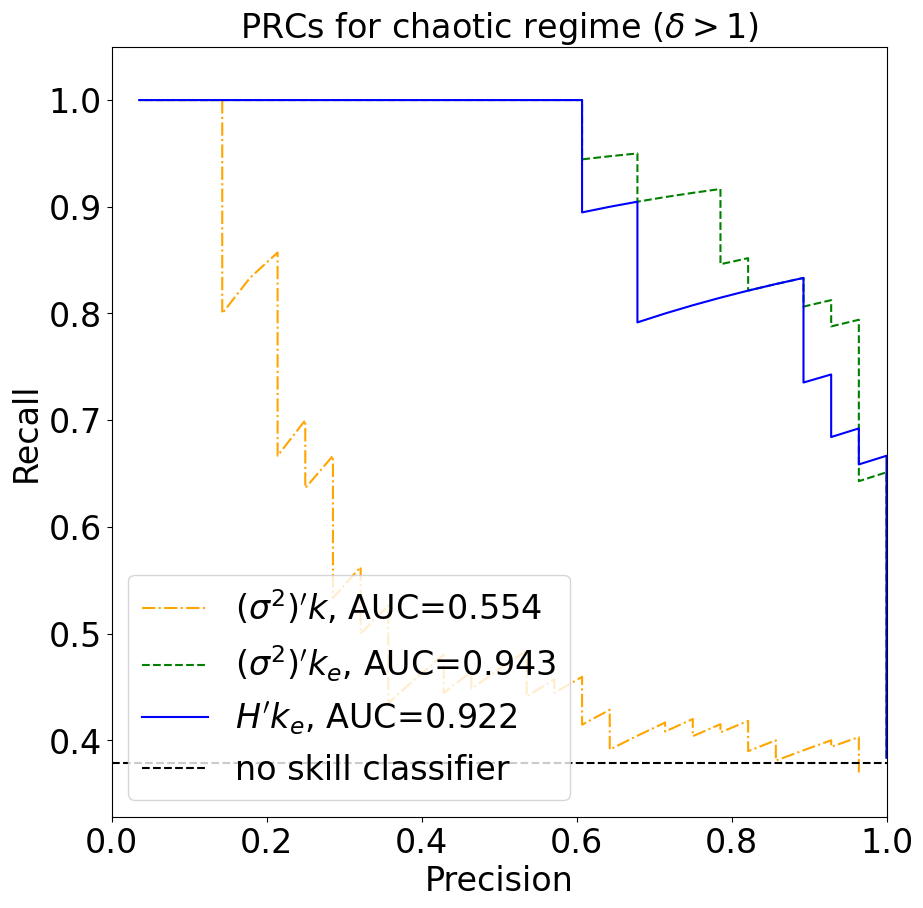 PRCs for chaotic regime (δ > 1)
1.0
0.9
0.8
0.7
0.6
0.5
0.4
Recall
(σ²)′k, AUC=0.554
(σ²)′kₑ, AUC=0.943
H′kₑ, AUC=0.922
no skill classifier
0.0 0.2 0.4 0.6 0.8 1.0
Precision